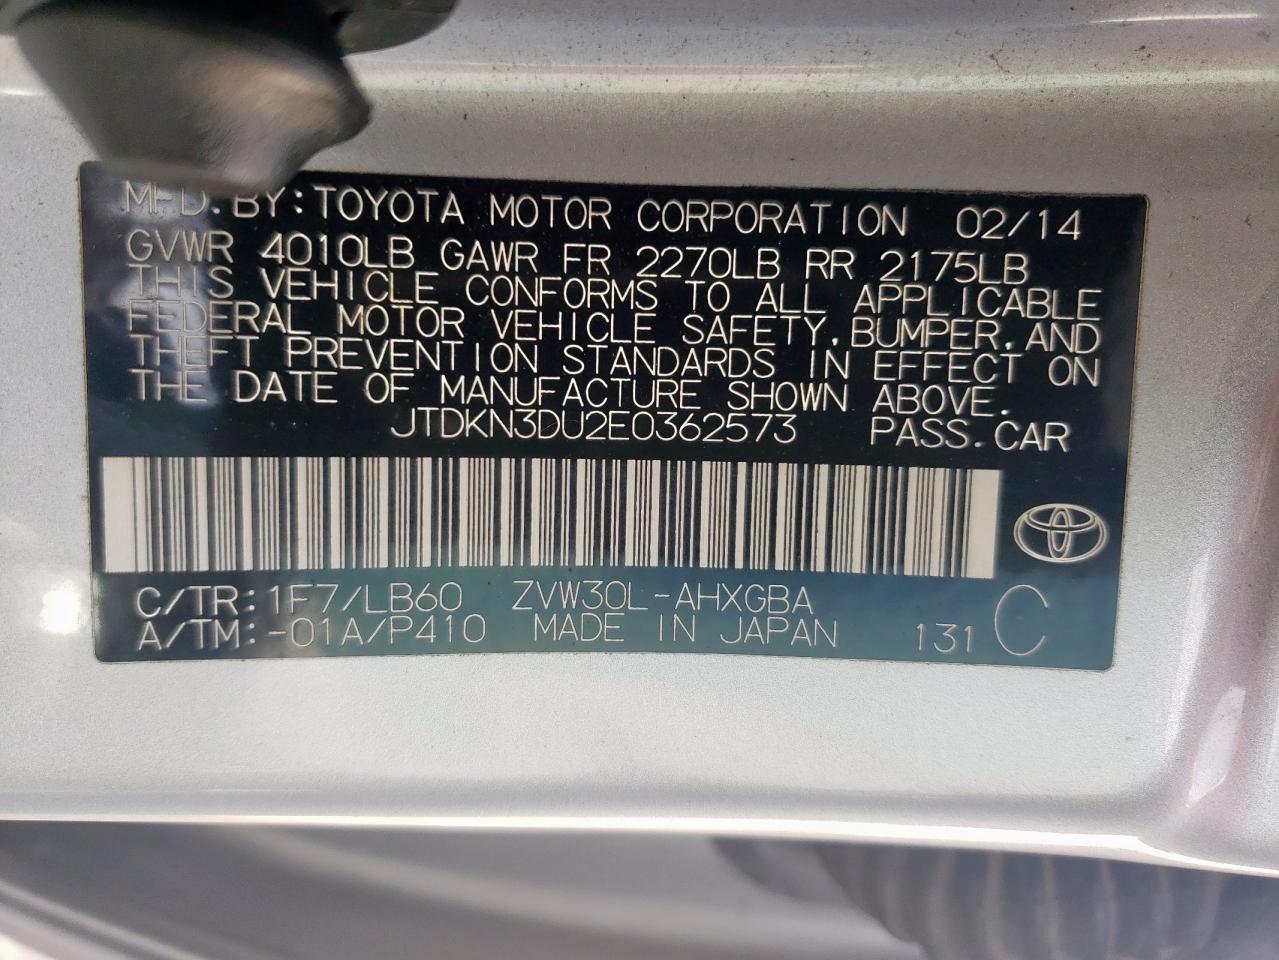 MFD. BY: TOYOTA MOTOR CORPORATION 02/14
GVWR 4010LB GAWR FR 2270LB RR 2175LB
THIS VEHICLE CONFORMS TO ALL APPLICABLE
FEDERAL MOTOR VEHICLE SAFETY, BUMPER, AND
THEFT PREVENTION STANDARDS IN EFFECT ON
THE DATE OF MANUFACTURE SHOWN ABOVE.
JTDKN3DU2E0362573 PASS. CAR
C/TR: 1F7/LB60 ZVW30L-AHXGBA
A/TM: -01A/P410 MADE IN JAPAN 131 C